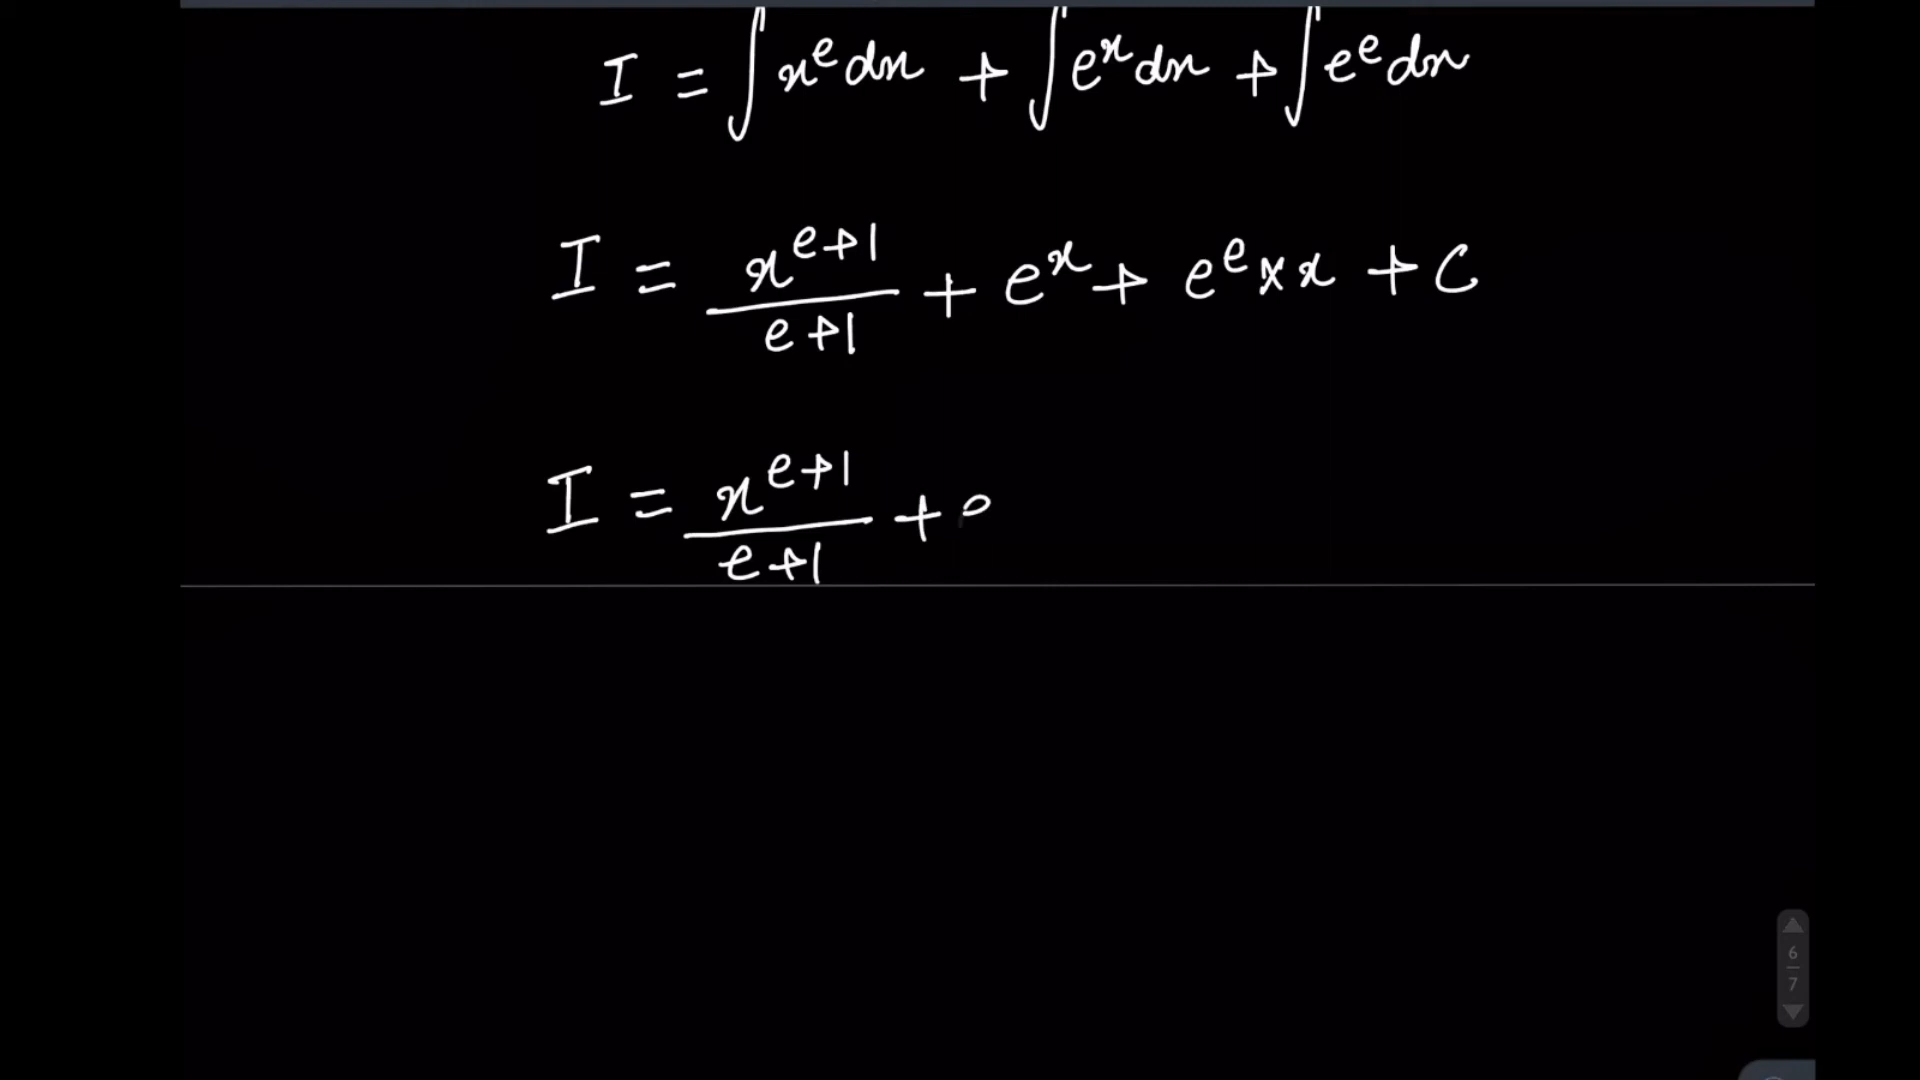 I = ∫x^e dx + ∫e^x dx + ∫e^e dx
I = x^(e+1)/(e+1) + e^x + e^e × x + C
I = x^(e+1)/(e+1) +
6
7